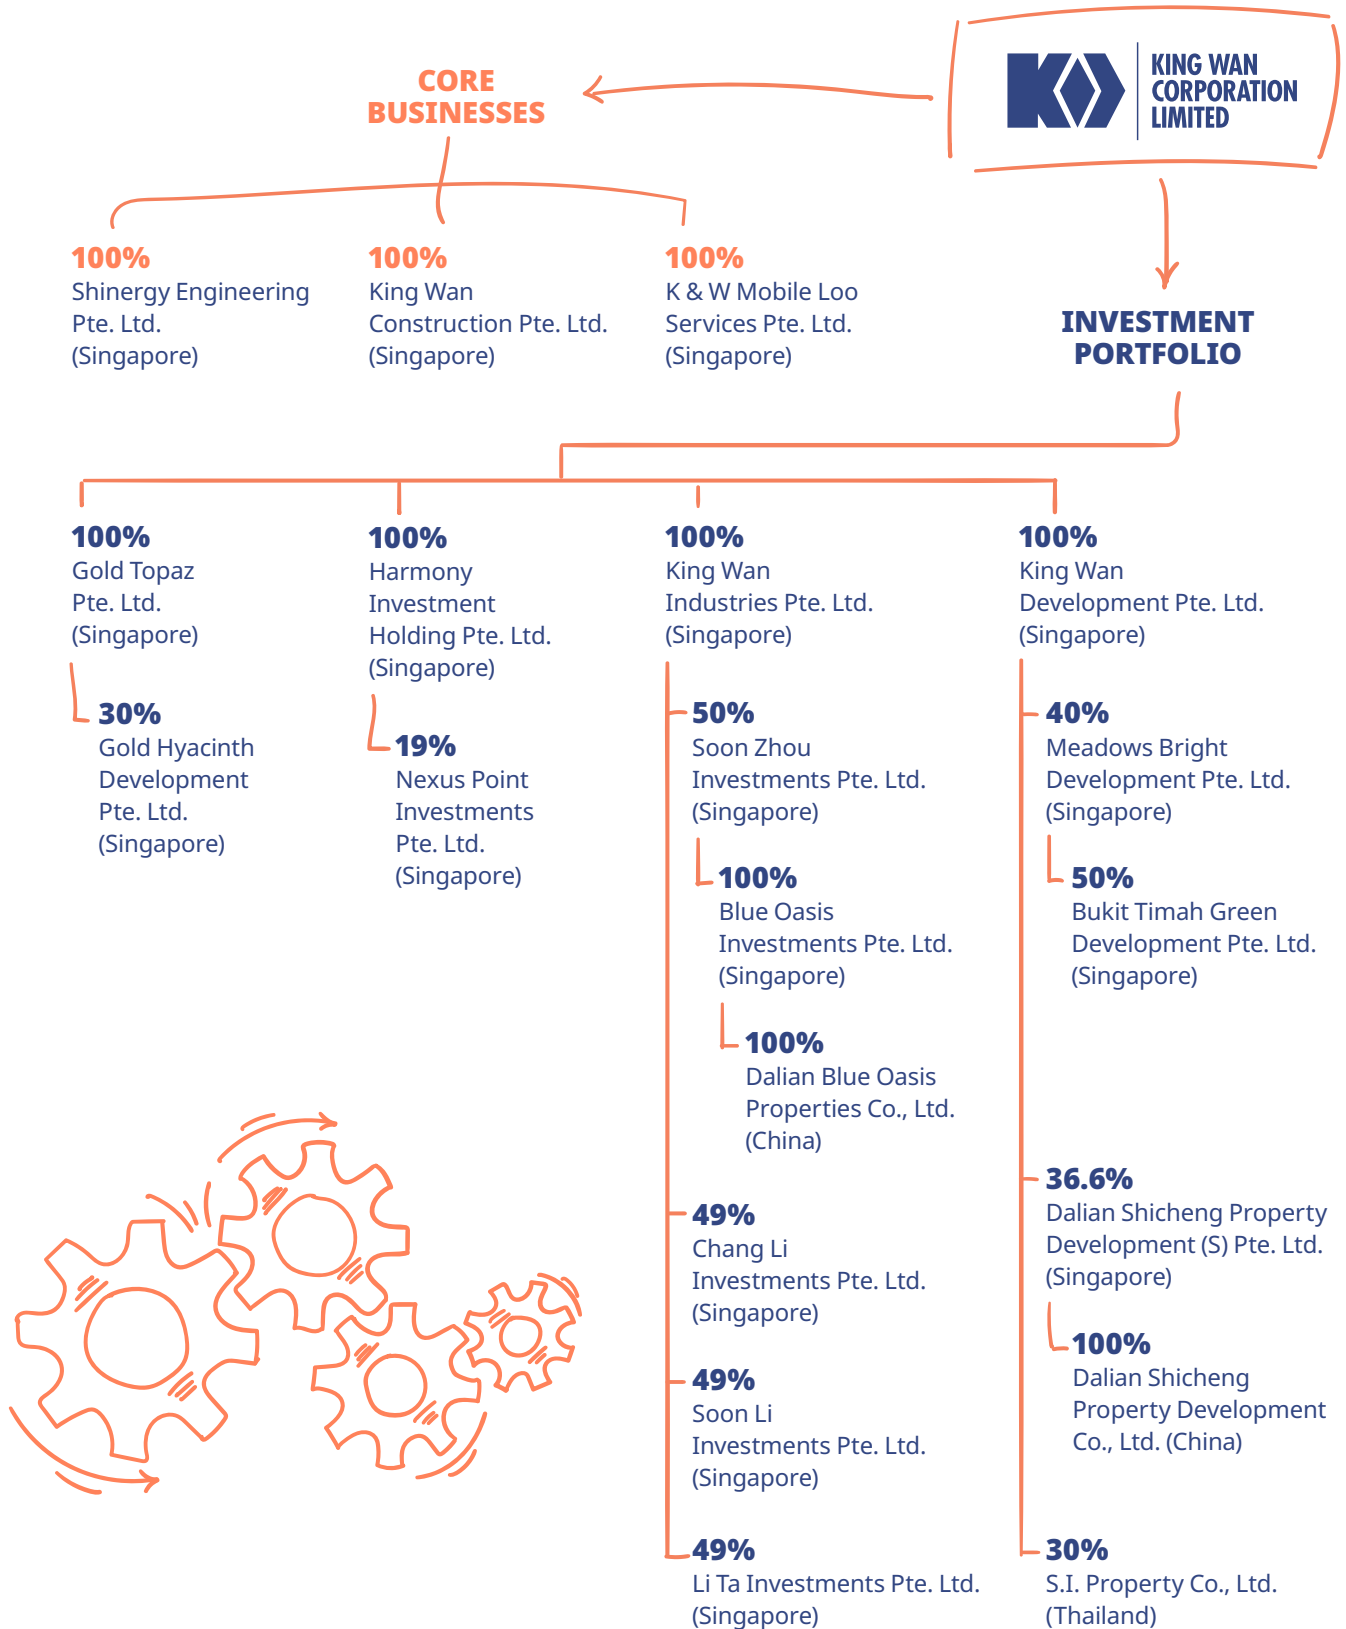 KING WAN
CORPORATION
LIMITED
CORE
BUSINESSES
100%
Shinergy Engineering
Pte. Ltd.
(Singapore)
100%
King Wan
Construction Pte. Ltd.
(Singapore)
100%
K & W Mobile Loo
Services Pte. Ltd.
(Singapore)
INVESTMENT
PORTFOLIO
100%
Gold Topaz
Pte. Ltd.
(Singapore)
30%
Gold Hyacinth
Development
Pte. Ltd.
(Singapore)
100%
Harmony
Investment
Holding Pte. Ltd.
(Singapore)
19%
Nexus Point
Investments
Pte. Ltd.
(Singapore)
100%
King Wan
Industries Pte. Ltd.
(Singapore)
50%
Soon Zhou
Investments Pte. Ltd.
(Singapore)
100%
Blue Oasis
Investments Pte. Ltd.
(Singapore)
100%
Dalian Blue Oasis
Properties Co., Ltd.
(China)
49%
Chang Li
Investments Pte. Ltd.
(Singapore)
49%
Soon Li
Investments Pte. Ltd.
(Singapore)
49%
Li Ta Investments Pte. Ltd.
(Singapore)
100%
King Wan
Development Pte. Ltd.
(Singapore)
40%
Meadows Bright
Development Pte. Ltd.
(Singapore)
50%
Bukit Timah Green
Development Pte. Ltd.
(Singapore)
36.6%
Dalian Shicheng Property
Development (S) Pte. Ltd.
(Singapore)
100%
Dalian Shicheng
Property Development
Co., Ltd. (China)
30%
S.I. Property Co., Ltd.
(Thailand)